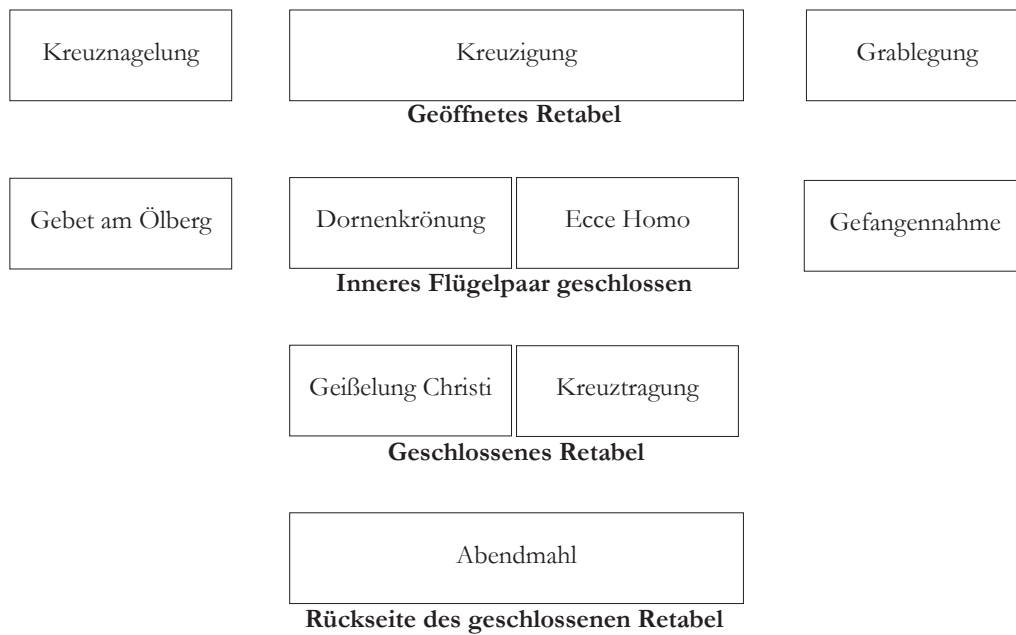 Kreuznagelung Kreuzigung Grablegung
Geöffnetes Retabel
Gebet am Ölberg Dornenkrönung Ecce Homo Gefangennahme
Inneres Flügelpaar geschlossen
Geißelung Christi Kreuztragung
Geschlossenes Retabel
Abendmahl
Rückseite des geschlossenen Retabel